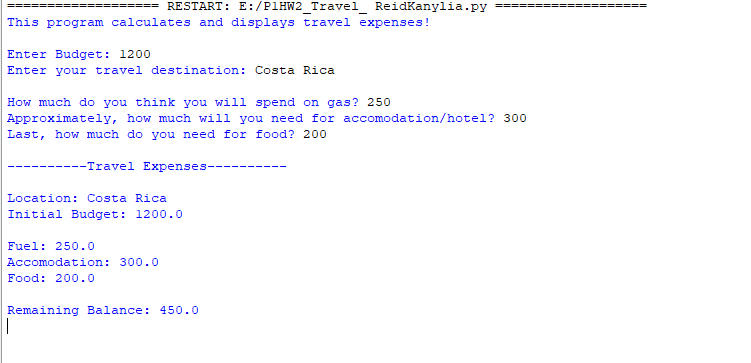 =================== RESTART: E:/P1HW2_Travel_ ReidKanylia.py ===================
This program calculates and displays travel expenses!
Enter Budget: 1200
Enter your travel destination: Costa Rica
How much do you think you will spend on gas? 250
Approximately, how much will you need for accomodation/hotel? 300
Last, how much do you need for food? 200
----------Travel Expenses----------
Location: Costa Rica
Initial Budget: 1200.0
Fuel: 250.0
Accomodation: 300.0
Food: 200.0
Remaining Balance: 450.0